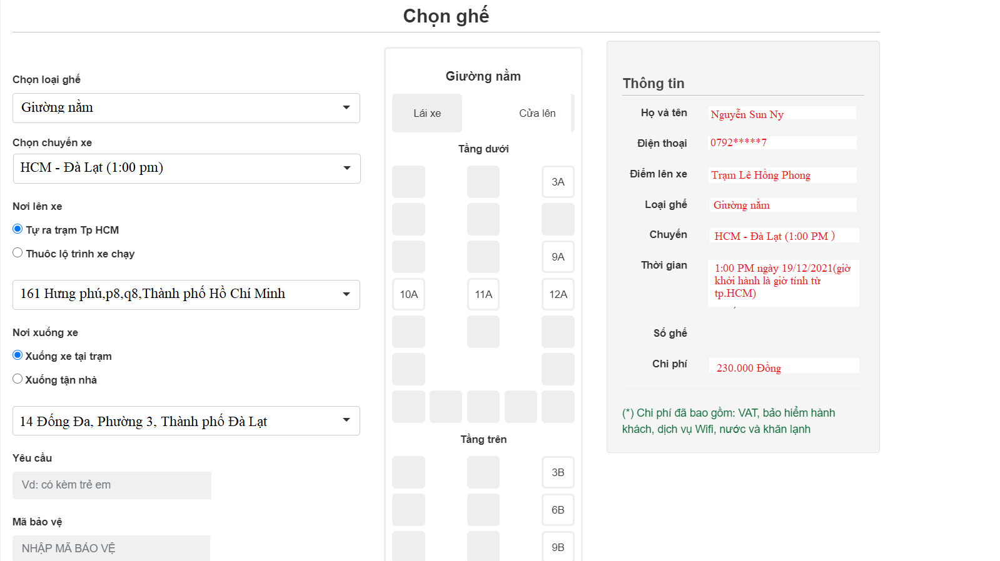 Chọn ghế
Chọn loại ghế
Giường nằm
Chọn chuyến xe
HCM - Đà Lạt (1:00 pm)
Nơi lên xe
Tự ra trạm Tp HCM
Thuôc lộ trình xe chạy
161 Hưng phú,p8,q8,Thành phố Hồ Chí Minh
Nơi xuống xe
Xuống xe tại trạm
Xuống tận nhà
14 Đống Đa, Phường 3, Thành phố Đà Lạt
Yêu cầu
Vd: có kèm trẻ em
Mã bảo vệ
NHẬP MÃ BẢO VỆ
Giường nằm
Lái xe
Cửa lên
Tầng dưới
3A
9A
10A 11A 12A
Tầng trên
3B
6B
9B
Thông tin
Họ và tên Nguyễn Sun Ny
Điện thoại 0792*****7
Điểm lên xe Trạm Lê Hồng Phong
Loại ghế Giường nằm
Chuyến HCM - Đà Lạt (1:00 PM )
Thời gian 1:00 PM ngày 19/12/2021(giờ
khởi hành là giờ tính từ
tp.HCM)
Số ghế
Chi phí 230.000 Đồng
(*) Chi phí đã bao gồm: VAT, bảo hiểm hành
khách, dịch vụ Wifi, nước và khăn lạnh